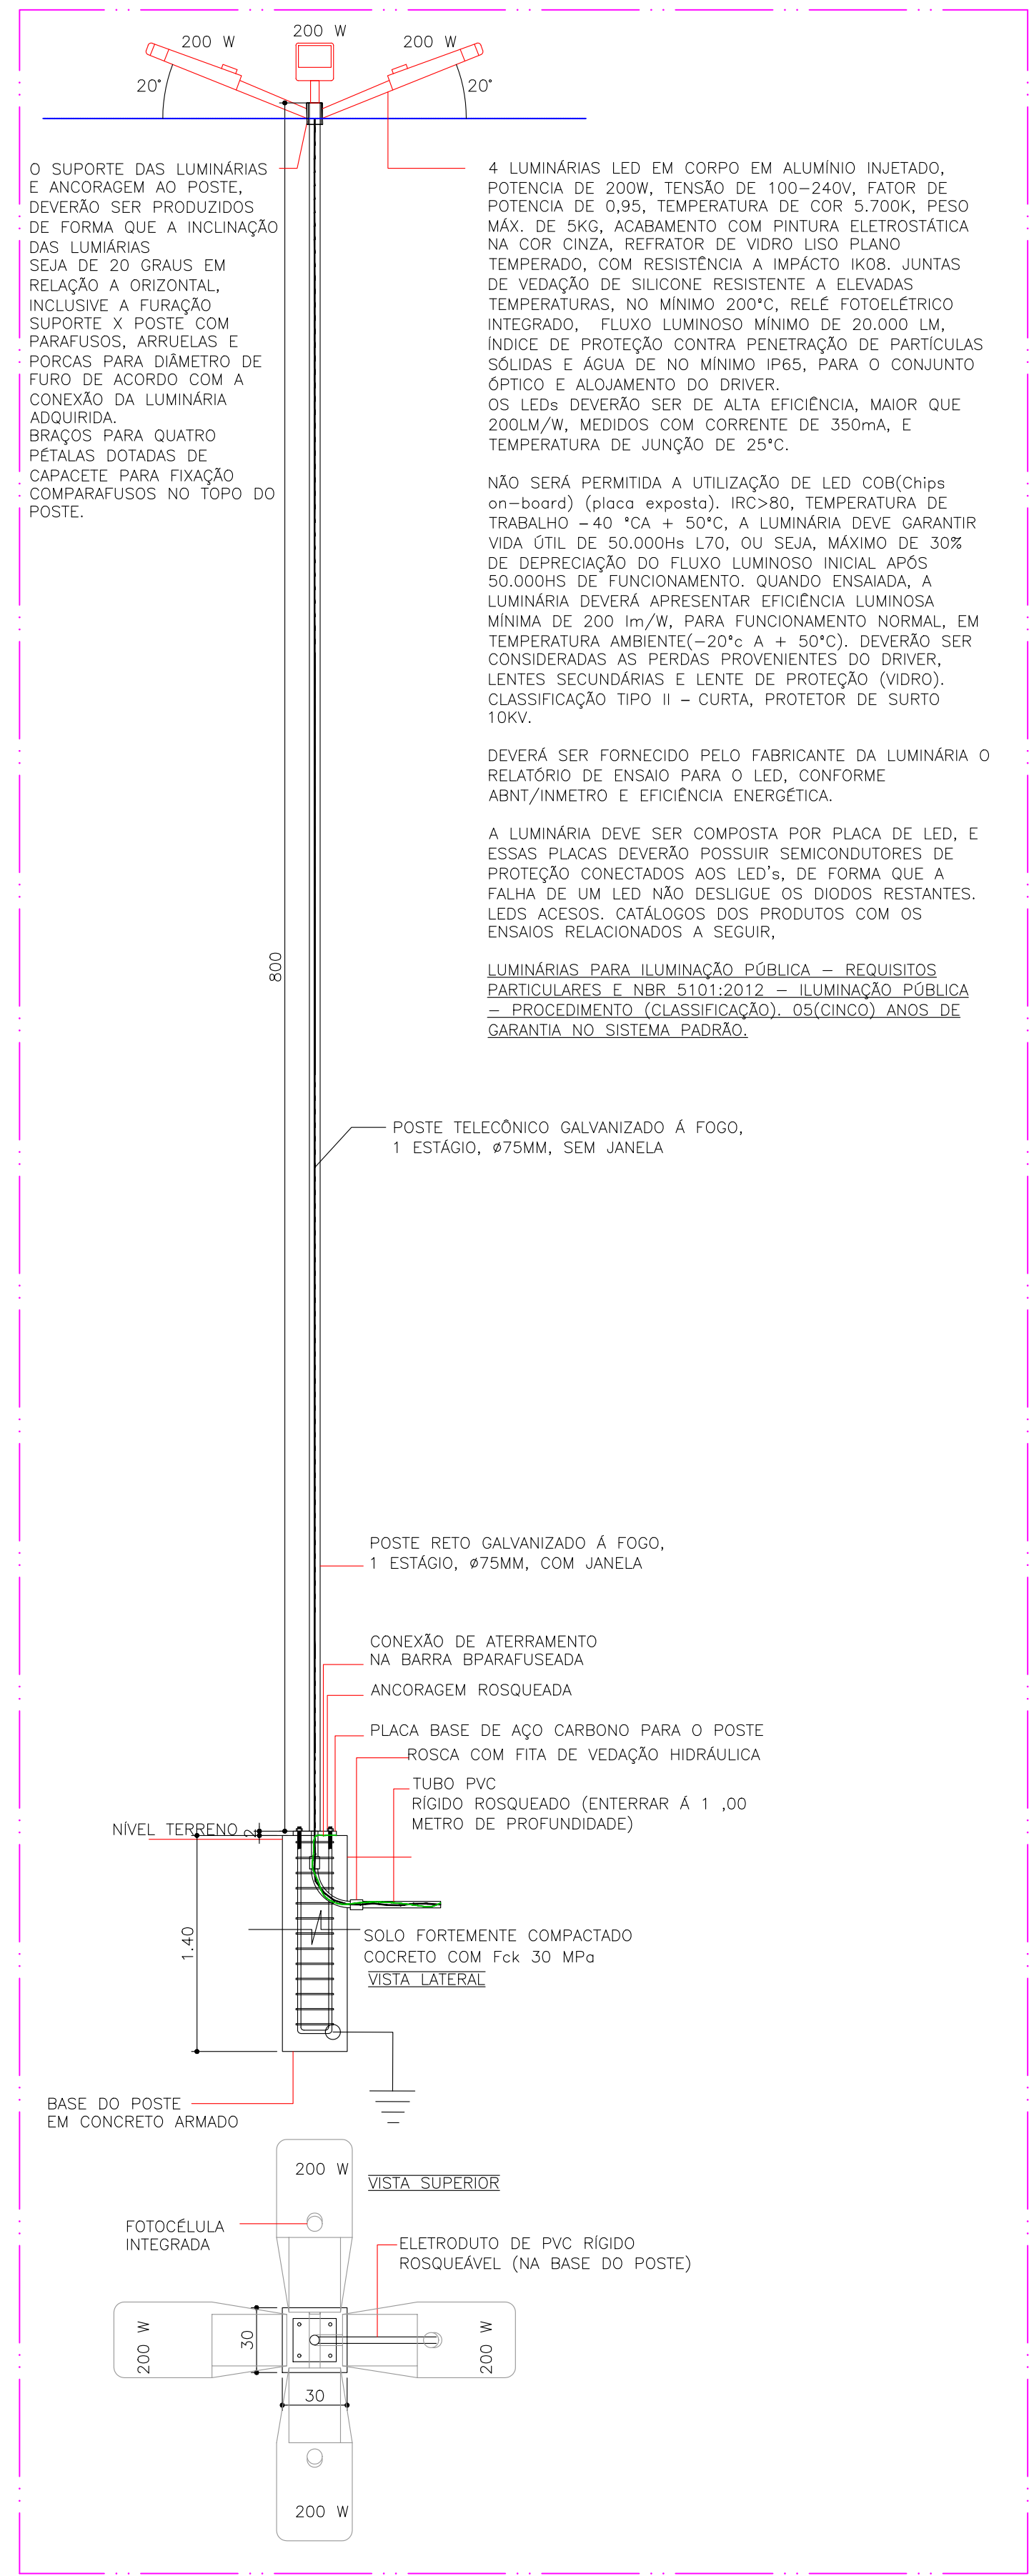 200 W
200 W
200 W
20°
20°
O SUPORTE DAS LUMINÁRIAS
E ANCORAGEM AO POSTE,
DEVERÃO SER PRODUZIDOS
DE FORMA QUE A INCLINAÇÃO
DAS LUMIÁRIAS
SEJA DE 20 GRAUS EM
RELAÇÃO A ORIZONTAL,
INCLUSIVE A FURAÇÃO
SUPORTE X POSTE COM
PARAFUSOS, ARRUELAS E
PORCAS PARA DIÂMETRO DE
FURO DE ACORDO COM A
CONEXÃO DA LUMINÁRIA
ADQUIRIDA.
BRAÇOS PARA QUATRO
PÉTALAS DOTADAS DE
CAPACETE PARA FIXAÇÃO
COMPARAFUSOS NO TOPO DO
POSTE.
4 LUMINÁRIAS LED EM CORPO EM ALUMÍNIO INJETADO,
POTENCIA DE 200W, TENSÃO DE 100-240V, FATOR DE
POTENCIA DE 0,95, TEMPERATURA DE COR 5.700K, PESO
MÁX. DE 5KG, ACABAMENTO COM PINTURA ELETROSTÁTICA
NA COR CINZA, REFRATOR DE VIDRO LISO PLANO
TEMPERADO, COM RESISTÊNCIA A IMPÁCTO IK08. JUNTAS
DE VEDAÇÃO DE SILICONE RESISTENTE A ELEVADAS
TEMPERATURAS, NO MÍNIMO 200°C, RELÉ FOTOELÉTRICO
INTEGRADO, FLUXO LUMINOSO MÍNIMO DE 20.000 LM,
ÍNDICE DE PROTEÇÃO CONTRA PENETRAÇÃO DE PARTÍCULAS
SÓLIDAS E ÁGUA DE NO MÍNIMO IP65, PARA O CONJUNTO
ÓPTICO E ALOJAMENTO DO DRIVER.
OS LEDs DEVERÃO SER DE ALTA EFICIÊNCIA, MAIOR QUE
200LM/W, MEDIDOS COM CORRENTE DE 350mA, E
TEMPERATURA DE JUNÇÃO DE 25°C.
NÃO SERÁ PERMITIDA A UTILIZAÇÃO DE LED COB(Chips
on-board) (placa exposta). IRC>80, TEMPERATURA DE
TRABALHO -40 °CA + 50°C, A LUMINÁRIA DEVE GARANTIR
VIDA ÚTIL DE 50.000Hs L70, OU SEJA, MÁXIMO DE 30%
DE DEPRECIAÇÃO DO FLUXO LUMINOSO INICIAL APÓS
50.000HS DE FUNCIONAMENTO. QUANDO ENSAIADA, A
LUMINÁRIA DEVERÁ APRESENTAR EFICIÊNCIA LUMINOSA
MÍNIMA DE 200 lm/W, PARA FUNCIONAMENTO NORMAL, EM
TEMPERATURA AMBIENTE(-20°c A + 50°C). DEVERÃO SER
CONSIDERADAS AS PERDAS PROVENIENTES DO DRIVER,
LENTES SECUNDÁRIAS E LENTE DE PROTEÇÃO (VIDRO).
CLASSIFICAÇÃO TIPO II - CURTA, PROTETOR DE SURTO
10KV.
DEVERÁ SER FORNECIDO PELO FABRICANTE DA LUMINÁRIA O
RELATÓRIO DE ENSAIO PARA O LED, CONFORME
ABNT/INMETRO E EFICIÊNCIA ENERGÉTICA.
A LUMINÁRIA DEVE SER COMPOSTA POR PLACA DE LED, E
ESSAS PLACAS DEVERÃO POSSUIR SEMICONDUTORES DE
PROTEÇÃO CONECTADOS AOS LED's, DE FORMA QUE A
FALHA DE UM LED NÃO DESLIGUE OS DIODOS RESTANTES.
LEDS ACESOS. CATÁLOGOS DOS PRODUTOS COM OS
ENSAIOS RELACIONADOS A SEGUIR,
LUMINÁRIAS PARA ILUMINAÇÃO PÚBLICA - REQUISITOS
PARTICULARES E NBR 5101:2012 - ILUMINAÇÃO PÚBLICA
- PROCEDIMENTO (CLASSIFICAÇÃO). 05(CINCO) ANOS DE
GARANTIA NO SISTEMA PADRÃO.
800
POSTE TELECÔNICO GALVANIZADO Á FOGO,
1 ESTÁGIO, ø75MM, SEM JANELA
POSTE RETO GALVANIZADO Á FOGO,
1 ESTÁGIO, ø75MM, COM JANELA
CONEXÃO DE ATERRAMENTO
NA BARRA BPARAFUSEADA
ANCORAGEM ROSQUEADA
PLACA BASE DE AÇO CARBONO PARA O POSTE
ROSCA COM FITA DE VEDAÇÃO HIDRÁULICA
TUBO PVC
RÍGIDO ROSQUEADO (ENTERRAR Á 1 ,00
METRO DE PROFUNDIDADE)
NÍVEL TERRENO
2
1.40
SOLO FORTEMENTE COMPACTADO
COCRETO COM Fck 30 MPa
VISTA LATERAL
BASE DO POSTE
EM CONCRETO ARMADO
200 W
VISTA SUPERIOR
FOTOCÉLULA
INTEGRADA
ELETRODUTO DE PVC RÍGIDO
ROSQUEÁVEL (NA BASE DO POSTE)
200 W
30
200 W
30
200 W